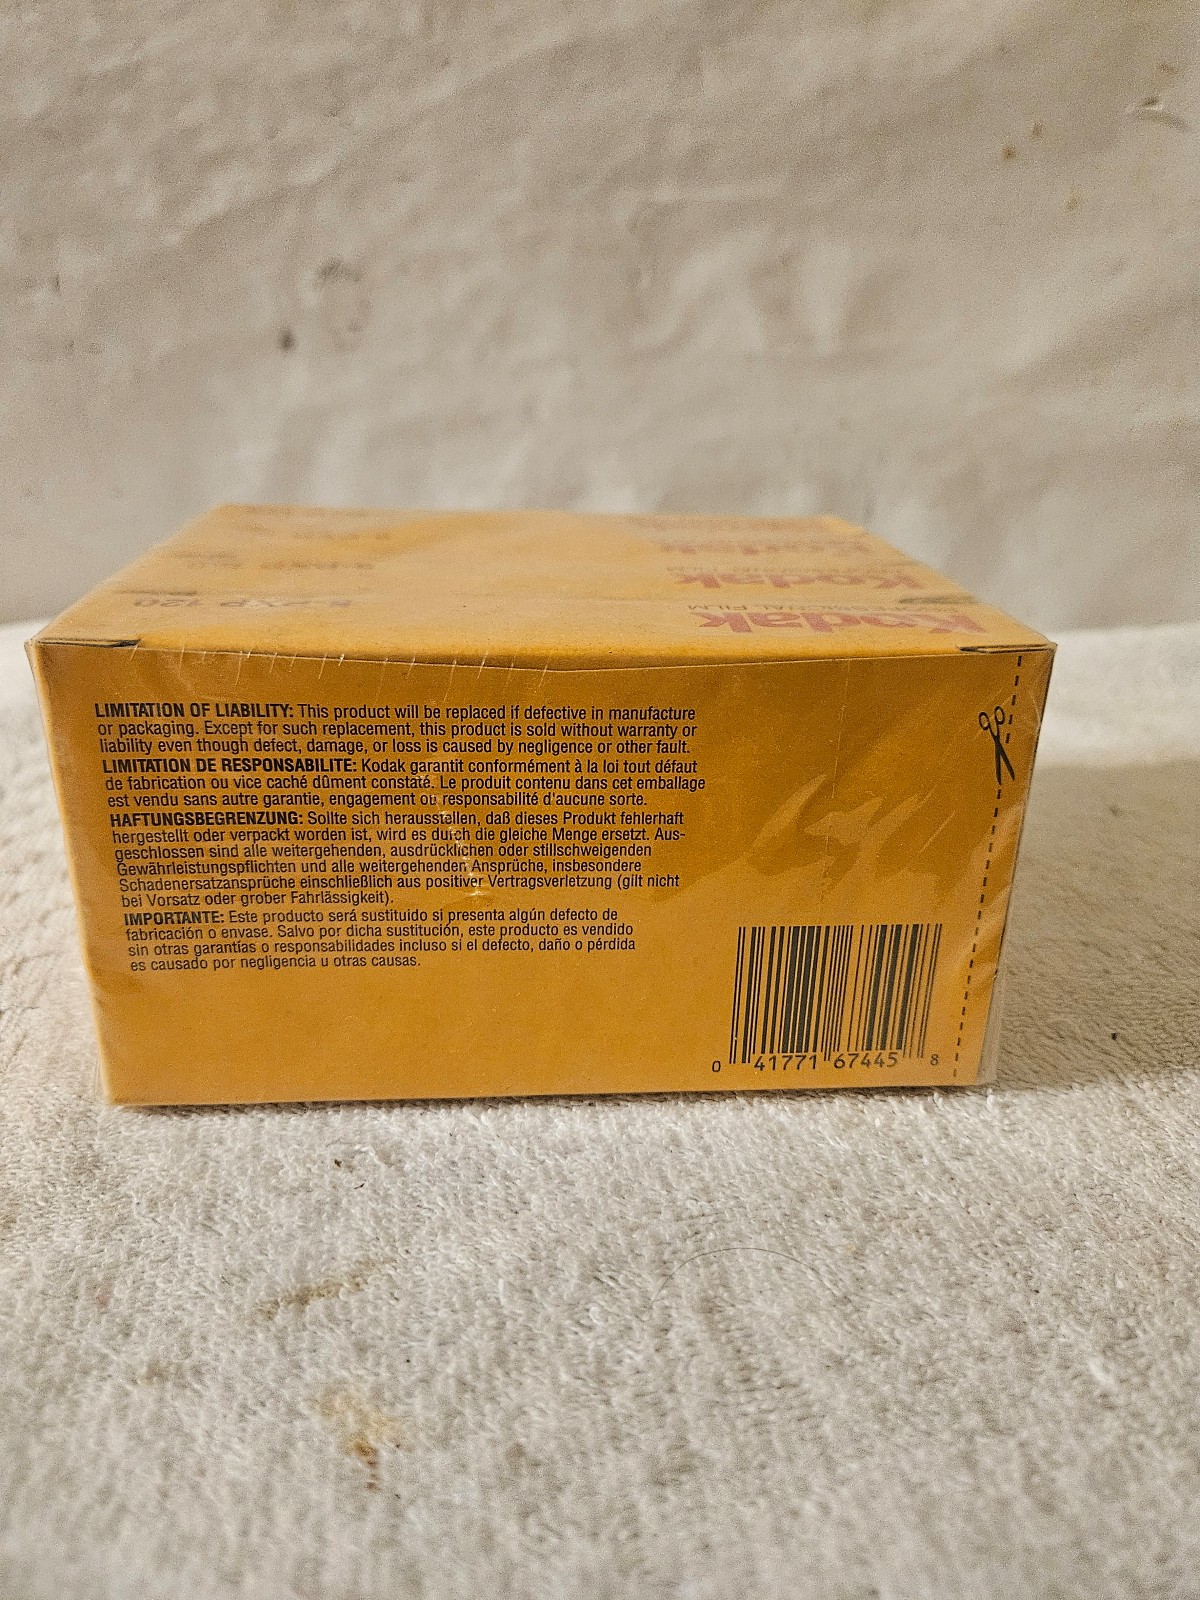 Kodak
Kodak
Kodak
PROFESSIONAL FILM
120
LIMITATION OF LIABILITY: This product will be replaced if defective in manufacture
or packaging. Except for such replacement, this product is sold without warranty or
liability even though defect, damage, or loss is caused by negligence or other fault.
LIMITATION DE RESPONSABILITE: Kodak garantit conformément à la loi tout défaut
de fabrication ou vice caché dûment constaté. Le produit contenu dans cet emballage
est vendu sans autre garantie, engagement ou responsabilité d'aucune sorte.
HAFTUNGSBEGRENZUNG: Sollte sich herausstellen, daß dieses Produkt fehlerhaft
hergestellt oder verpackt worden ist, wird es durch die gleiche Menge ersetzt. Aus-
geschlossen sind alle weitergehenden, ausdrücklichen oder stillschweigenden
Gewährleistungspflichten und alle weitergehenden Ansprüche, insbesondere
Schadenersatzansprüche einschließlich aus positiver Vertragsverletzung (gilt nicht
bei Vorsatz oder grober Fahrlässigkeit).
IMPORTANTE: Este producto será sustituido si presenta algún defecto de
fabricación o envase. Salvo por dicha sustitución, este producto es vendido
sin otras garantías o responsabilidades incluso si el defecto, daño o pérdida
es causado por negligencia u otras causas.
0 41771 67445 8